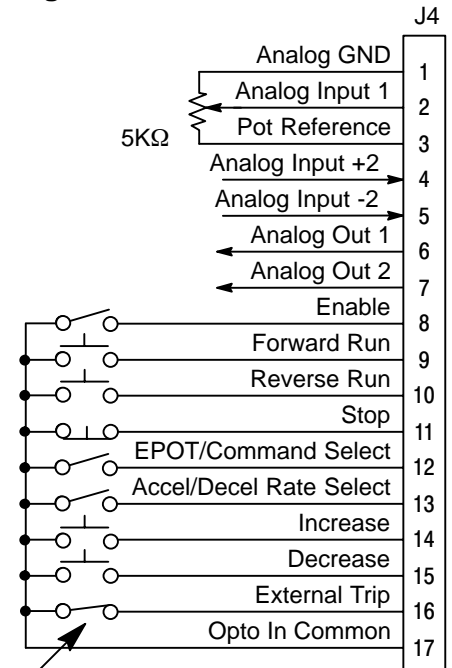 J4
Analog GND 1
Analog Input 1 2
5KΩ
Pot Reference 3
Analog Input +2 4
Analog Input -2 5
Analog Out 1 6
Analog Out 2 7
Enable 8
Forward Run 9
Reverse Run 10
Stop 11
EPOT/Command Select 12
Accel/Decel Rate Select 13
Increase 14
Decrease 15
External Trip 16
Opto In Common 17